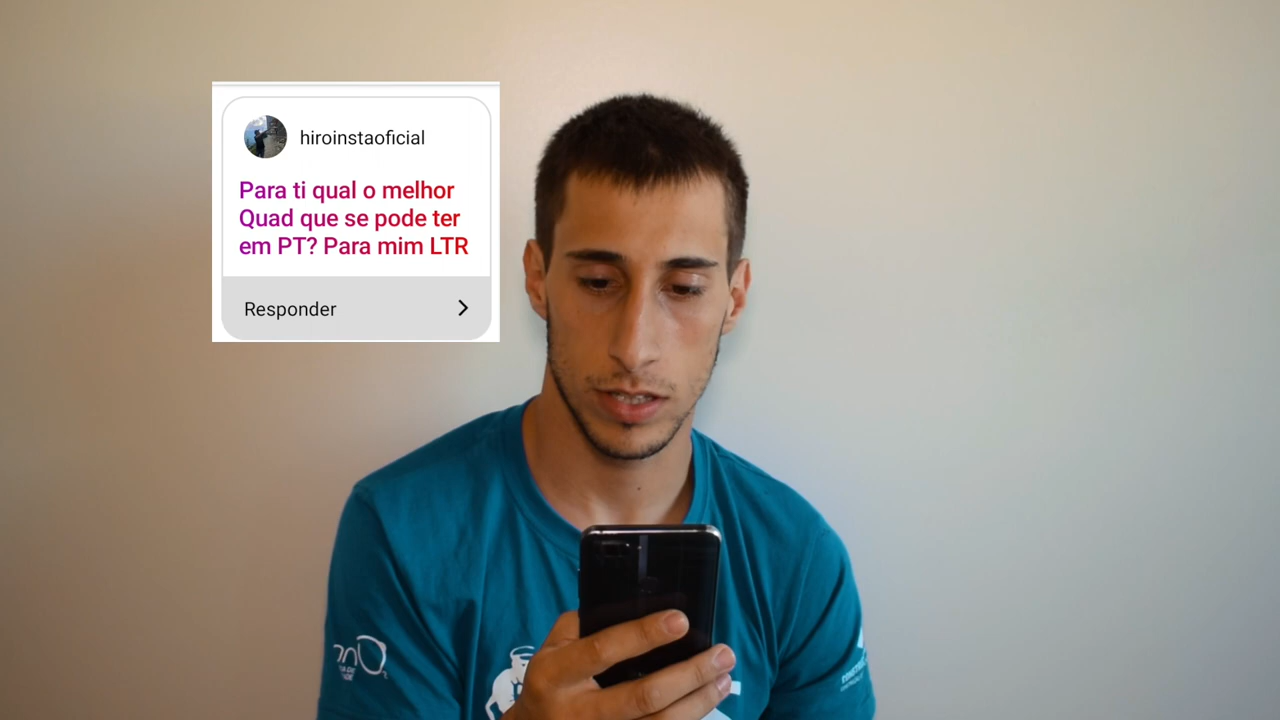 hiroinstaoficial
Para ti qual o melhor
Quad que se pode ter
em PT? Para mim LTR
Responder